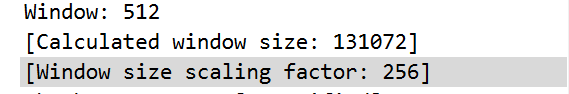 Window: 512
[Calculated window size: 131072]
[Window size scaling factor: 256]